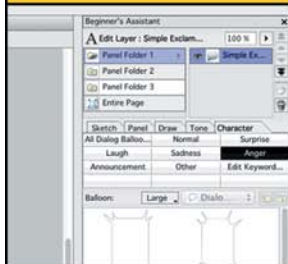 Beginner's Assistant
A Edit Layer : Simple Exclam... 100 %
Panel Folder 1 Simple Ex...
Panel Folder 2
Panel Folder 3
Entire Page
Sketch Panel Draw Tone Character
All Dialog Balloo... Normal Surprise
Laugh Sadness Anger
Announcement Other Edit Keyword...
Balloon: Large Dialo...